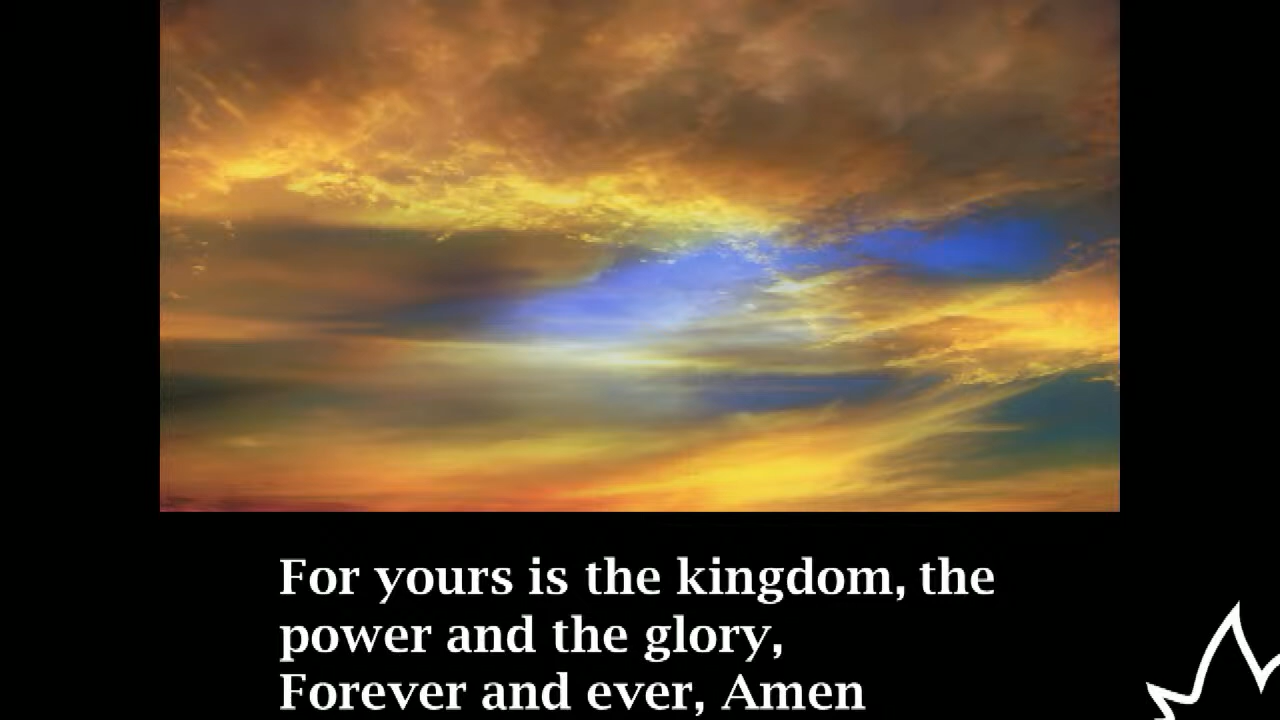 For yours is the kingdom, the
power and the glory,
Forever and ever, Amen